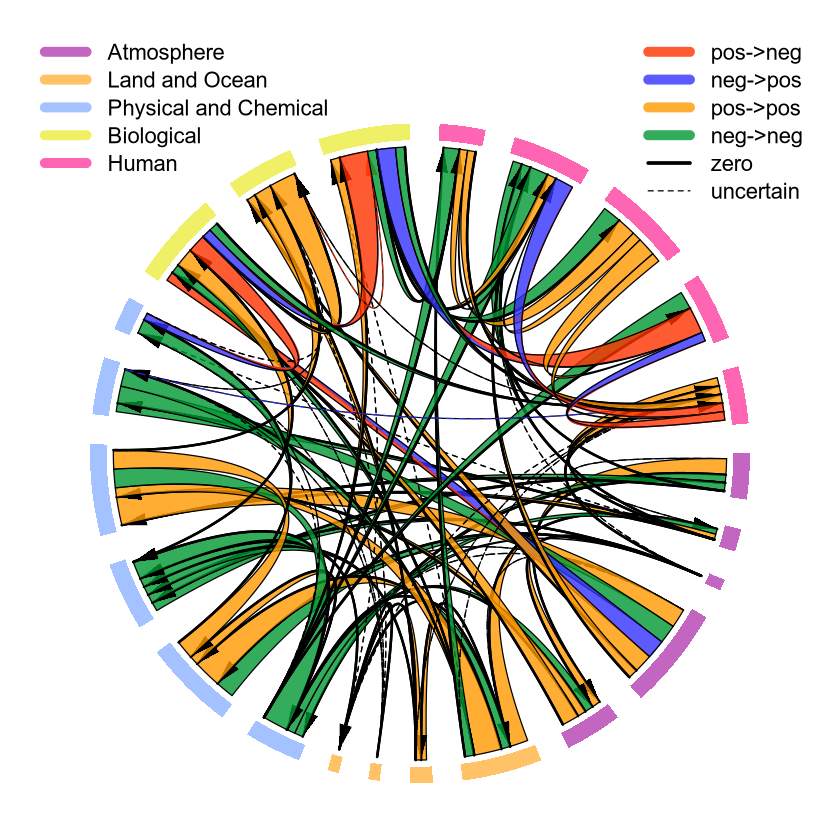 Atmosphere
Land and Ocean
Physical and Chemical
Biological
Human
pos->neg
neg->pos
pos->pos
neg->neg
zero
uncertain